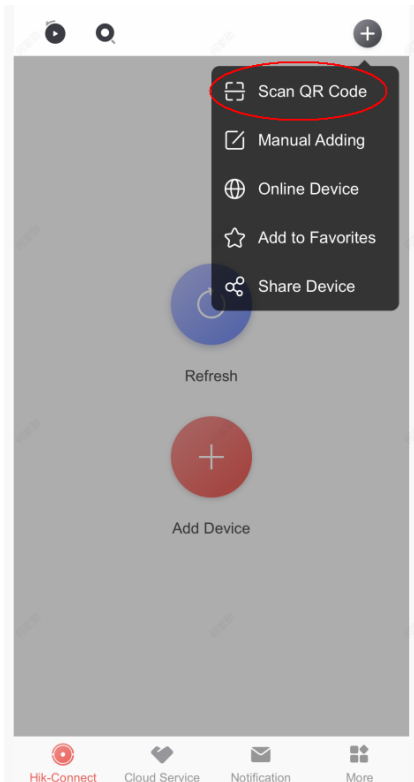 Scan QR Code
Manual Adding
Online Device
Add to Favorites
Share Device
Refresh
Add Device
Hik-Connect
Cloud Service
Notification
More